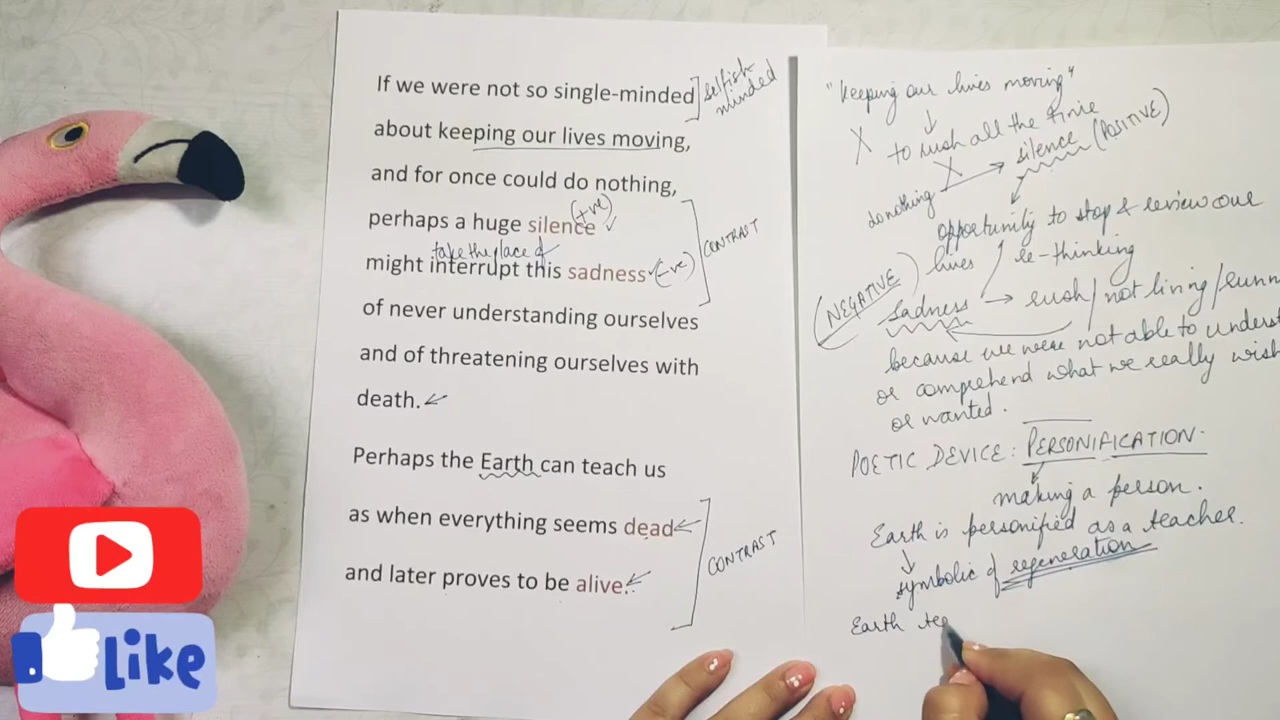 If we were not so single-minded
selfish-
minded
about keeping our lives moving,
and for once could do nothing,
(+ve)
perhaps a huge silence
take the place of
might interrupt this sadness (-ve)
CONTRAST
of never understanding ourselves
and of threatening ourselves with
death.
Perhaps the Earth can teach us
as when everything seems dead
and later proves to be alive.
CONTRAST
"keeping our lives moving"
X to rush all the time
X
do nothing → silence (POSITIVE)
opportunity to stop & review our
lives re-thinking
(NEGATIVE)
Sadness → rush/not living/
because we were not able to
or comprehend what we really wish
or wanted.
POETIC DEVICE: PERSONIFICATION.
making a person.
Earth is personified as a teacher.
symbolic of regeneration
Earth tea
Like